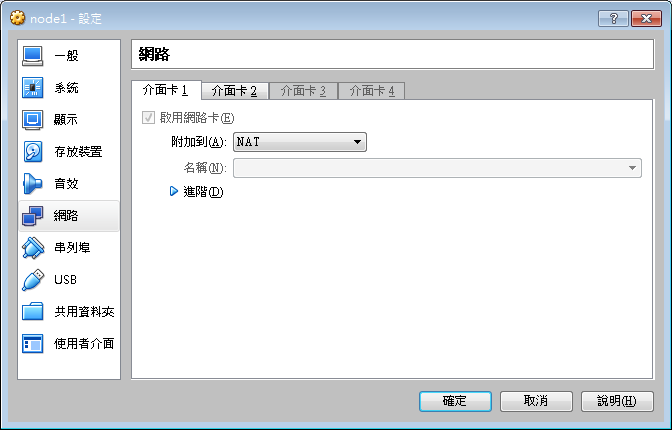 node1 - 設定
一般
系統
顯示
存放裝置
音效
網路
串列埠
USB
共用資料夾
使用者介面
網路
介面卡 1 介面卡 2 介面卡 3 介面卡 4
啟用網路卡(E)
附加到(A): NAT
名稱(N):
進階(D)
確定 取消 說明(H)